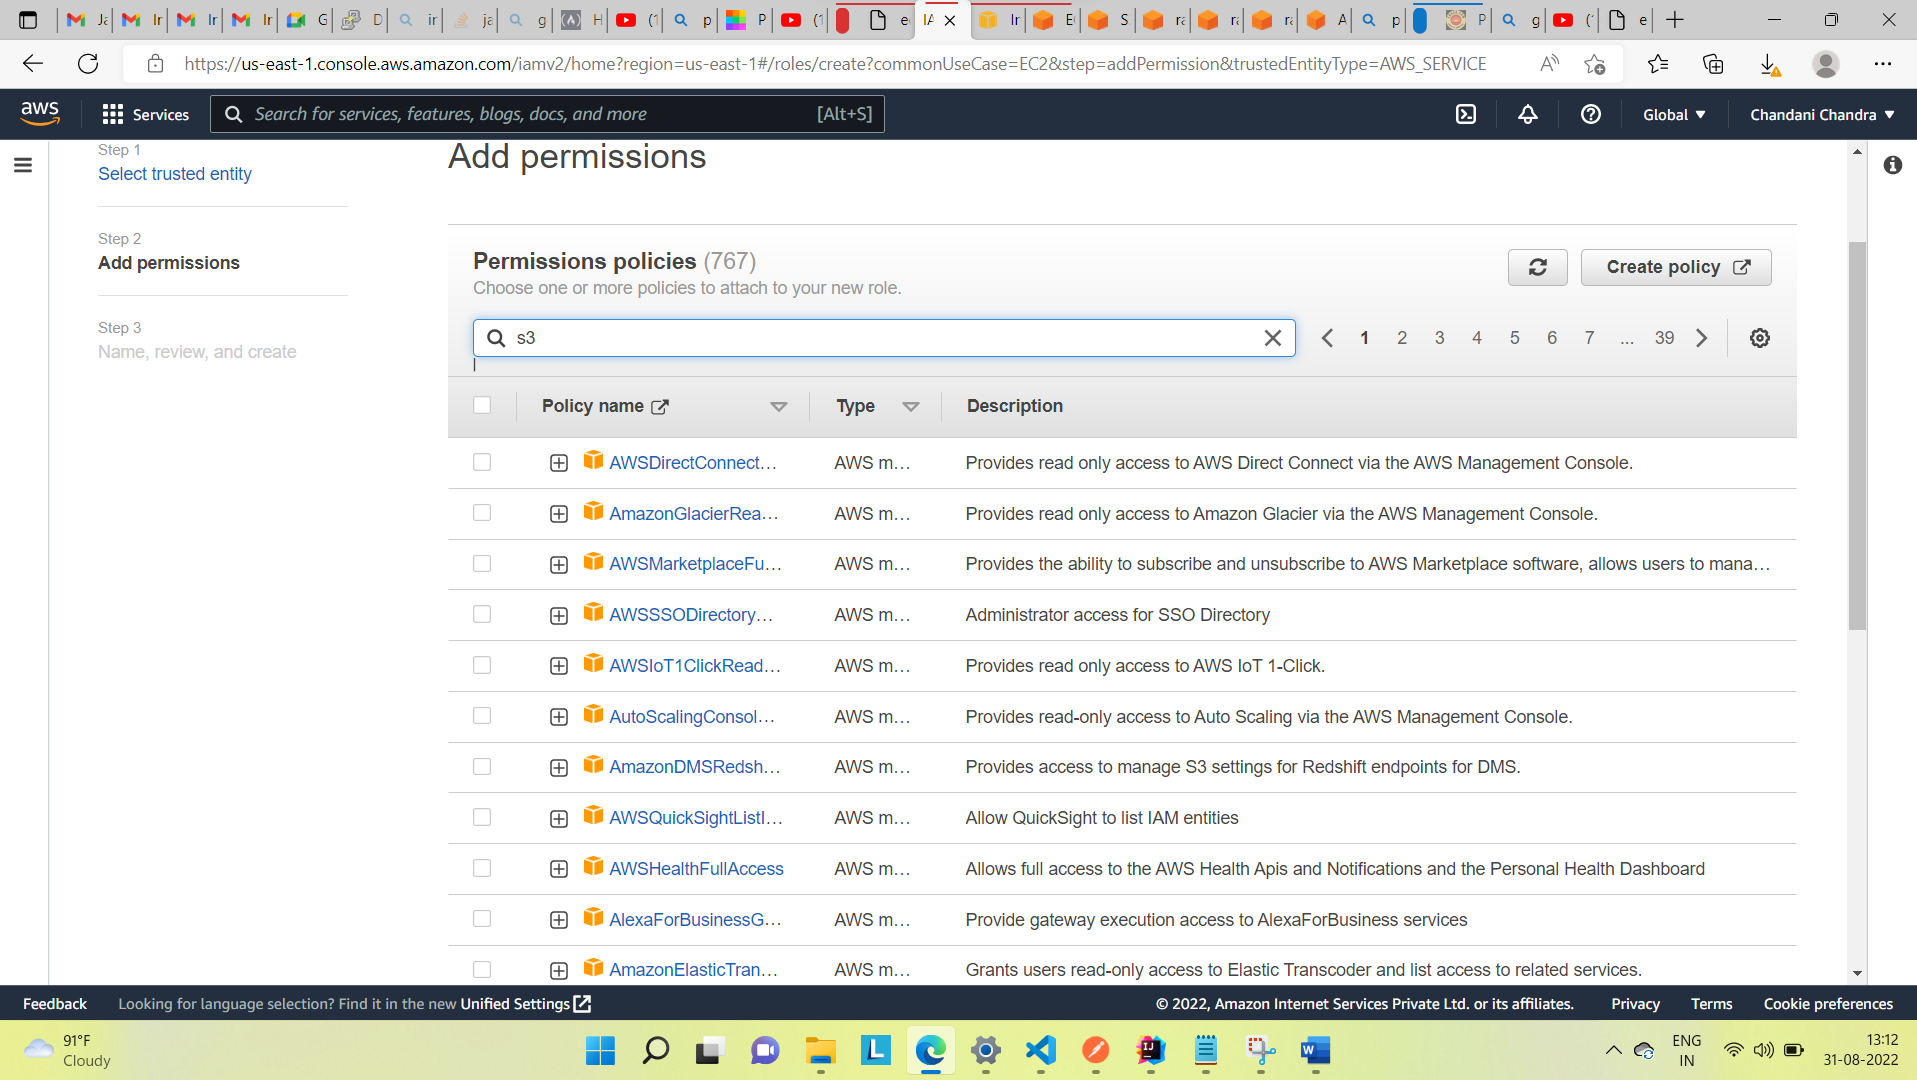 https://us-east-1.console.aws.amazon.com/iamv2/home?region=us-east-1#/roles/create?commonUseCase=EC2&step=addPermission&trustedEntityType=AWS_SERVICE
aws
Services
Search for services, features, blogs, docs, and more
[Alt+S]
Global
Chandani Chandra
Step 1
Select trusted entity
Step 2
Add permissions
Step 3
Name, review, and create
Add permissions
Permissions policies (767)
Choose one or more policies to attach to your new role.
Create policy
s3
1 2 3 4 5 6 7 ... 39
Policy name Type Description
AWSDirectConnect… AWS m… Provides read only access to AWS Direct Connect via the AWS Management Console.
AmazonGlacierRea… AWS m… Provides read only access to Amazon Glacier via the AWS Management Console.
AWSMarketplaceFu… AWS m… Provides the ability to subscribe and unsubscribe to AWS Marketplace software, allows users to mana…
AWSSSODirectory… AWS m… Administrator access for SSO Directory
AWSIoT1ClickRead… AWS m… Provides read only access to AWS IoT 1-Click.
AutoScalingConsol… AWS m… Provides read-only access to Auto Scaling via the AWS Management Console.
AmazonDMSRedsh… AWS m… Provides access to manage S3 settings for Redshift endpoints for DMS.
AWSQuickSightListI… AWS m… Allow QuickSight to list IAM entities
AWSHealthFullAccess AWS m… Allows full access to the AWS Health Apis and Notifications and the Personal Health Dashboard
AlexaForBusinessG… AWS m… Provide gateway execution access to AlexaForBusiness services
AmazonElasticTran… AWS m… Grants users read-only access to Elastic Transcoder and list access to related services.
Feedback
Looking for language selection? Find it in the new Unified Settings
© 2022, Amazon Internet Services Private Ltd. or its affiliates.
Privacy
Terms
Cookie preferences
91°F
Cloudy
ENG
IN
13:12
31-08-2022